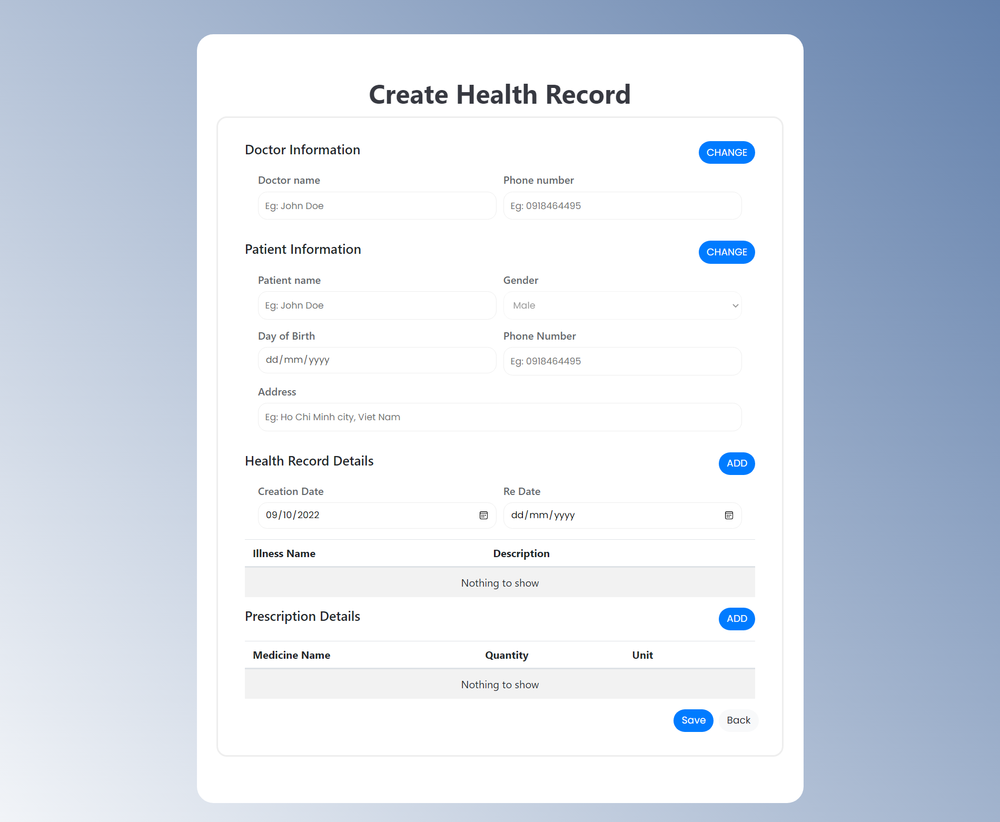 Create Health Record
Doctor Information CHANGE
Doctor name Phone number
Eg: John Doe Eg: 0918464495
Patient Information CHANGE
Patient name Gender
Eg: John Doe Male
Day of Birth Phone Number
dd/mm/yyyy Eg: 0918464495
Address
Eg: Ho Chi Minh city, Viet Nam
Health Record Details ADD
Creation Date Re Date
09/10/2022 dd/mm/yyyy
Illness Name Description
Nothing to show
Prescription Details ADD
Medicine Name Quantity Unit
Nothing to show
Save Back